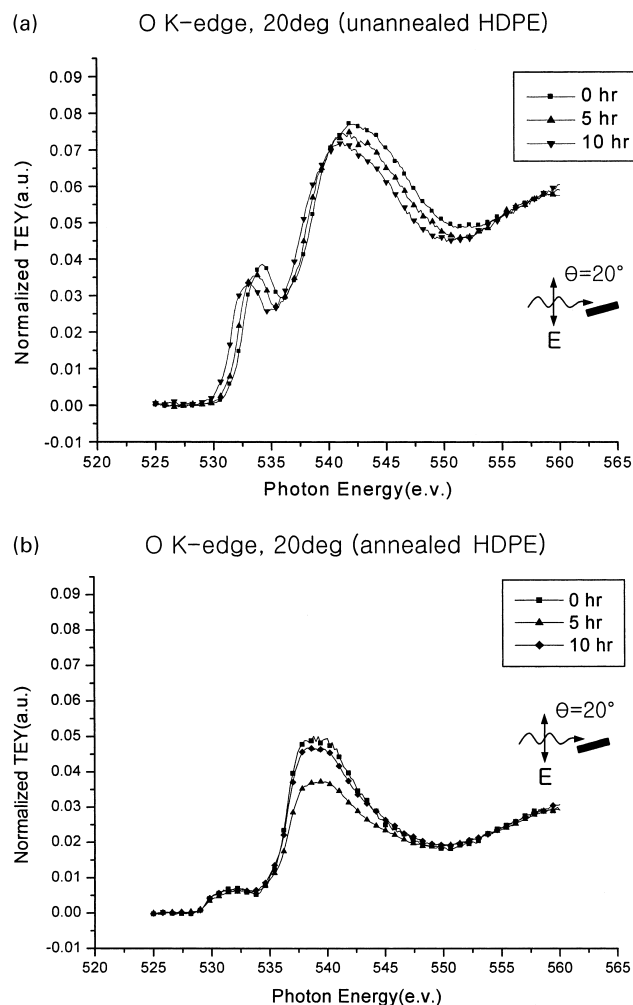 (a) O K-edge, 20deg (unannealed HDPE)
0.09
0.08
0.07
0.06
0.05
0.04
0.03
0.02
0.01
0.00
-0.01
Normalized TEY(a.u.)
0 hr
5 hr
10 hr
Θ=20°
E
520 525 530 535 540 545 550 555 560 565
Photon Energy(e.v.)
(b) O K-edge, 20deg (annealed HDPE)
0.09
0.08
0.07
0.06
0.05
0.04
0.03
0.02
0.01
0.00
-0.01
Normalized TEY(a.u.)
0 hr
5 hr
10 hr
Θ=20°
E
520 525 530 535 540 545 550 555 560 565
Photon Energy(e.v.)